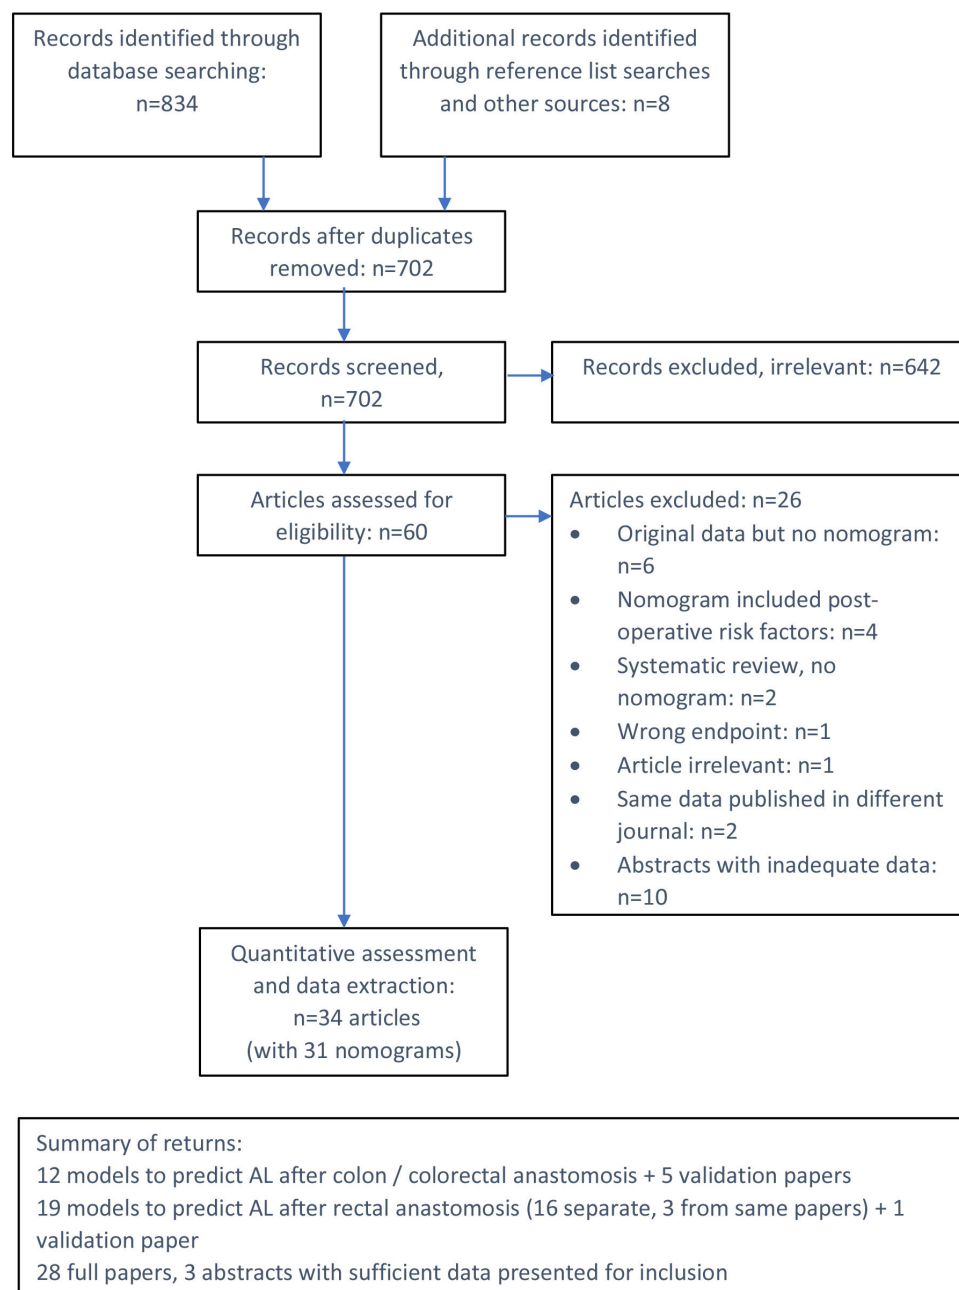 Records identified through
database searching:
n=834
Additional records identified
through reference list searches
and other sources: n=8
Records after duplicates
removed: n=702
Records screened,
n=702
Records excluded, irrelevant: n=642
Articles assessed for
eligibility: n=60
Articles excluded: n=26
• Original data but no nomogram:
n=6
• Nomogram included post-
operative risk factors: n=4
• Systematic review, no
nomogram: n=2
• Wrong endpoint: n=1
• Article irrelevant: n=1
• Same data published in different
journal: n=2
• Abstracts with inadequate data:
n=10
Quantitative assessment
and data extraction:
n=34 articles
(with 31 nomograms)
Summary of returns:
12 models to predict AL after colon / colorectal anastomosis + 5 validation papers
19 models to predict AL after rectal anastomosis (16 separate, 3 from same papers) + 1
validation paper
28 full papers, 3 abstracts with sufficient data presented for inclusion